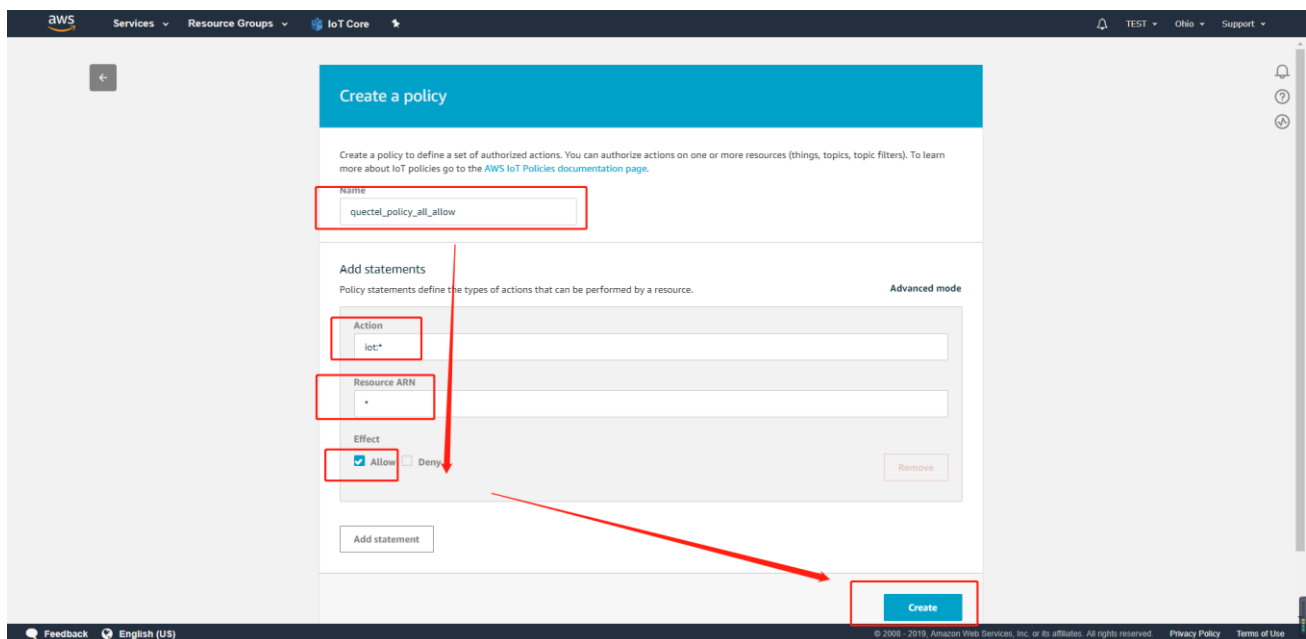 aws Services Resource Groups IoT Core TEST Ohio Support
Create a policy
Create a policy to define a set of authorized actions. You can authorize actions on one or more resources (things, topics, topic filters). To learn
more about IoT policies go to the AWS IoT Policies documentation page.
Name
quectel_policy_all_allow
Add statements
Policy statements define the types of actions that can be performed by a resource. Advanced mode
Action
iot:*
Resource ARN
*
Effect
Allow Deny
Remove
Add statement
Create
Feedback English (US) © 2008 - 2019, Amazon Web Services, Inc. or its affiliates. All rights reserved. Privacy Policy Terms of Use